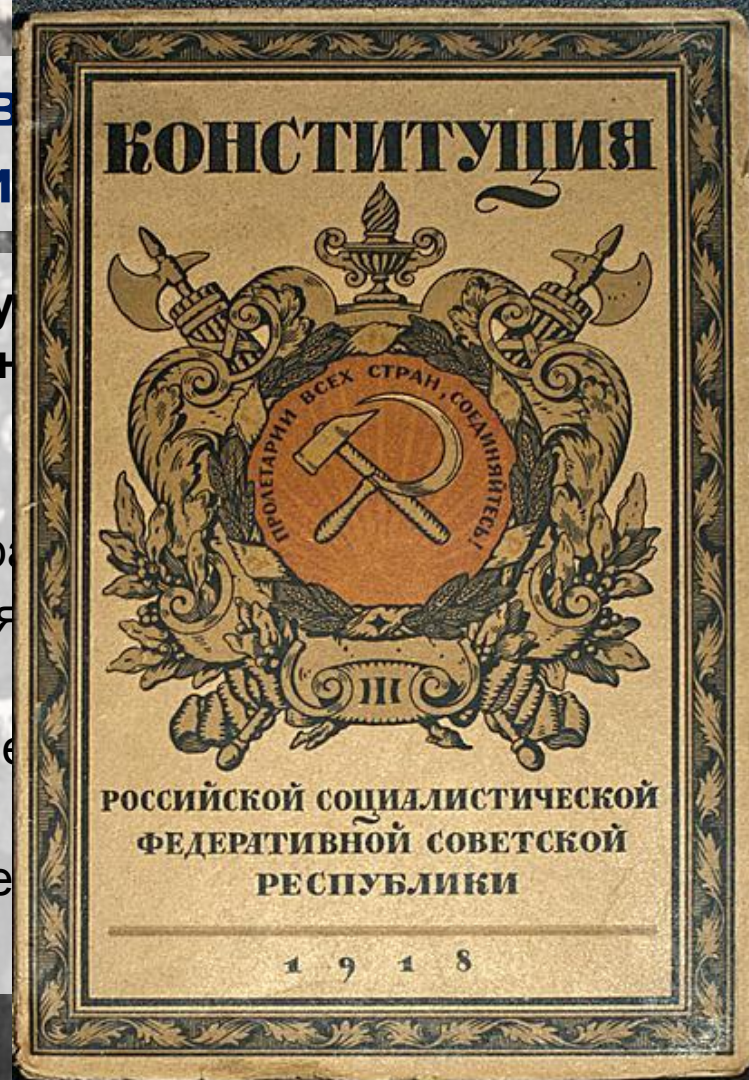 КОНСТИТУЦИЯ
ПРОЛЕТАРИИ ВСЕХ СТРАН, СОЕДИНЯЙТЕСЬ!
РОССИЙСКОЙ СОЦИАЛИСТИЧЕСКОЙ
ФЕДЕРАТИВНОЙ СОВЕТСКОЙ
РЕСПУБЛИКИ
1918